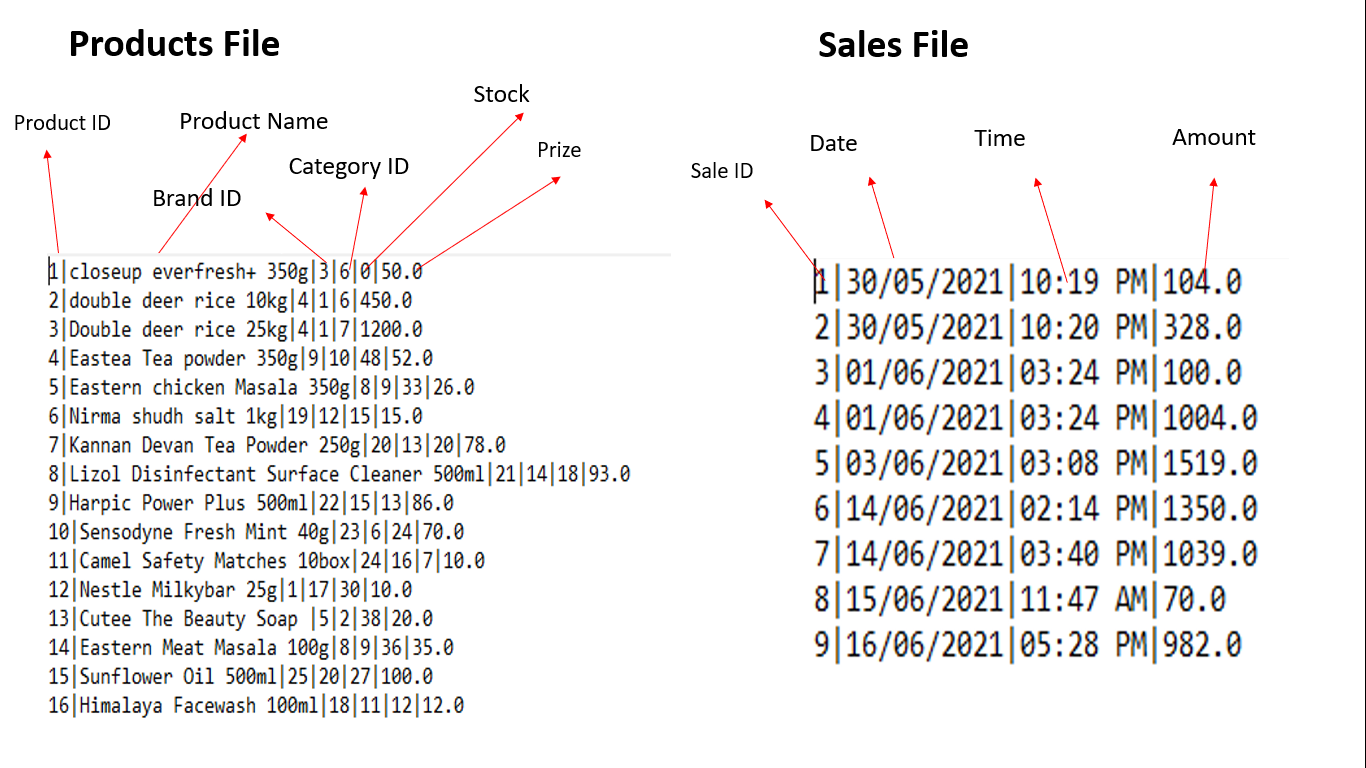 Products File
Product ID
Product Name
Brand ID
Category ID
Stock
Prize
1|closeup everfresh+ 350g|3|6|0|50.0
2|double deer rice 10kg|4|1|6|450.0
3|Double deer rice 25kg|4|1|7|1200.0
4|Eastea Tea powder 350g|9|10|48|52.0
5|Eastern chicken Masala 350g|8|9|33|26.0
6|Nirma shudh salt 1kg|19|12|15|15.0
7|Kannan Devan Tea Powder 250g|20|13|20|78.0
8|Lizol Disinfectant Surface Cleaner 500ml|21|14|18|93.0
9|Harpic Power Plus 500ml|22|15|13|86.0
10|Sensodyne Fresh Mint 40g|23|6|24|70.0
11|Camel Safety Matches 10box|24|16|7|10.0
12|Nestle Milkybar 25g|1|17|30|10.0
13|Cutee The Beauty Soap |5|2|38|20.0
14|Eastern Meat Masala 100g|8|9|36|35.0
15|Sunflower Oil 500ml|25|20|27|100.0
16|Himalaya Facewash 100ml|18|11|12|12.0
Sales File
Sale ID
Date
Time
Amount
1|30/05/2021|10:19 PM|104.0
2|30/05/2021|10:20 PM|328.0
3|01/06/2021|03:24 PM|100.0
4|01/06/2021|03:24 PM|1004.0
5|03/06/2021|03:08 PM|1519.0
6|14/06/2021|02:14 PM|1350.0
7|14/06/2021|03:40 PM|1039.0
8|15/06/2021|11:47 AM|70.0
9|16/06/2021|05:28 PM|982.0